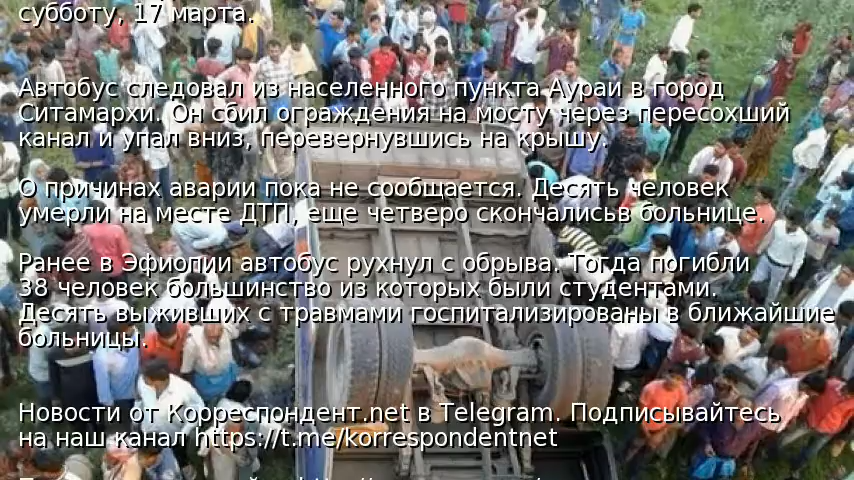 субботу, 17 марта.
Автобус следовал из населенного пункта Аураи в город
Ситамархи. Он сбил ограждения на мосту через пересохший
канал и упал вниз, перевернувшись на крышу.
О причинах аварии пока не сообщается. Десять человек
умерли на месте ДТП, еще четверо скончалисьв больнице.
Ранее в Эфиопии автобус рухнул с обрыва. Тогда погибли
38 человек большинство из которых были студентами.
Десять выживших с травмами госпитализированы в ближайшие
больницы.
Новости от Корреспондент.net в Telegram. Подписывайтесь
на наш канал https://t.me/korrespondentnet